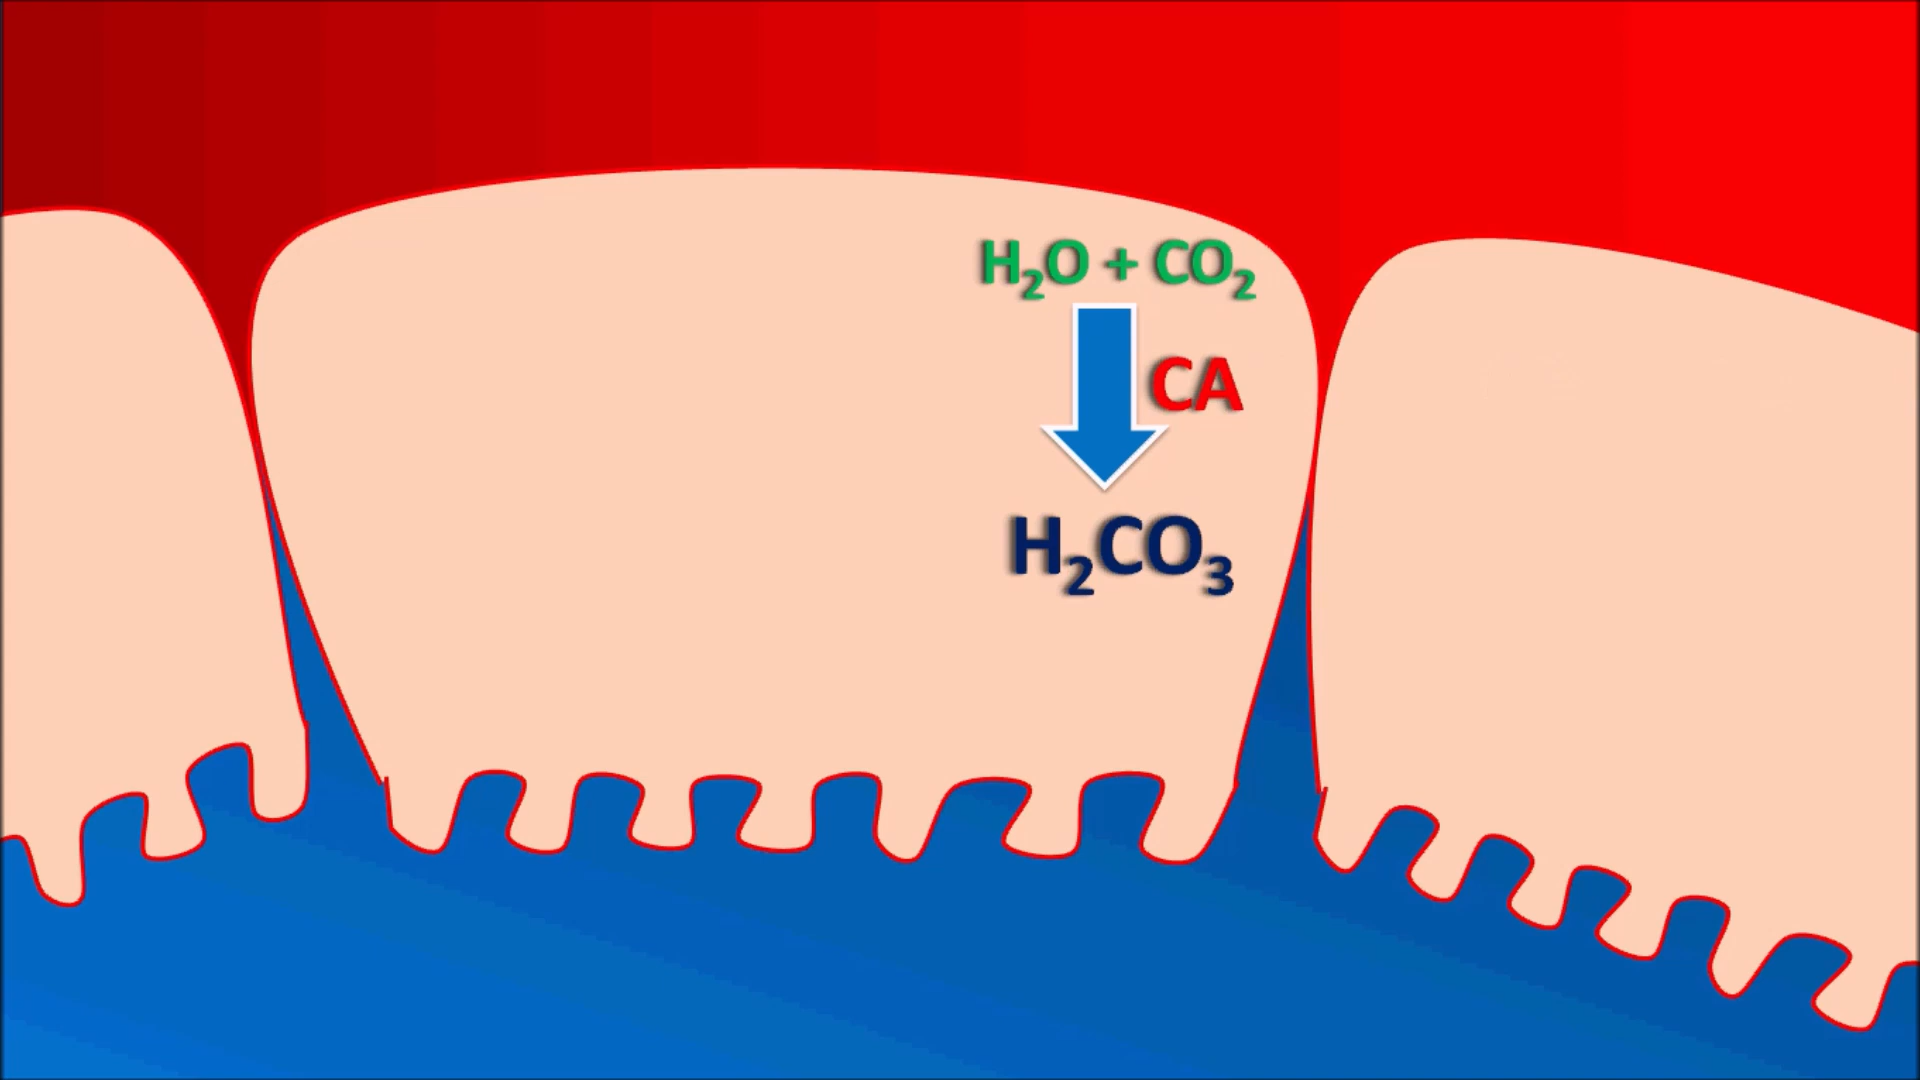 H₂O + CO₂
CA
H₂CO₃